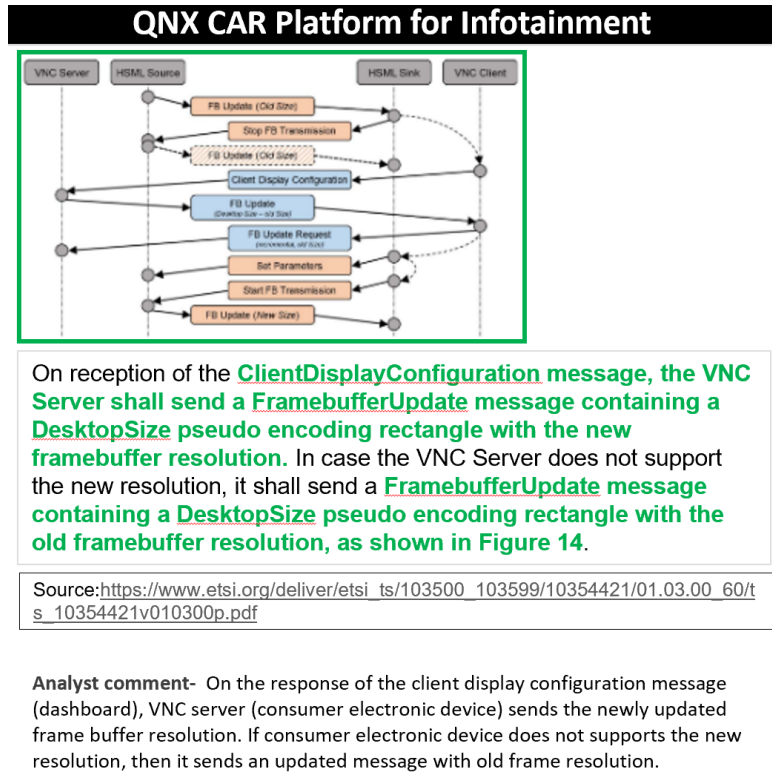 QNX CAR Platform for Infotainment
VNC Server HSML Source HSML Sink VNC Client
FB Update (Old Size)
Stop FB Transmission
FB Update (Old Size)
Client Display Configuration
FB Update
(Desktop Size – old Size)
FB Update Request
(incremental, old Size)
Set Parameters
Start FB Transmission
FB Update (New Size)
On reception of the ClientDisplayConfiguration message, the VNC
Server shall send a FramebufferUpdate message containing a
DesktopSize pseudo encoding rectangle with the new
framebuffer resolution. In case the VNC Server does not support
the new resolution, it shall send a FramebufferUpdate message
containing a DesktopSize pseudo encoding rectangle with the
old framebuffer resolution, as shown in Figure 14.
Source:https://www.etsi.org/deliver/etsi_ts/103500_103599/10354421/01.03.00_60/t
s_10354421v010300p.pdf
Analyst comment- On the response of the client display configuration message
(dashboard), VNC server (consumer electronic device) sends the newly updated
frame buffer resolution. If consumer electronic device does not supports the new
resolution, then it sends an updated message with old frame resolution.